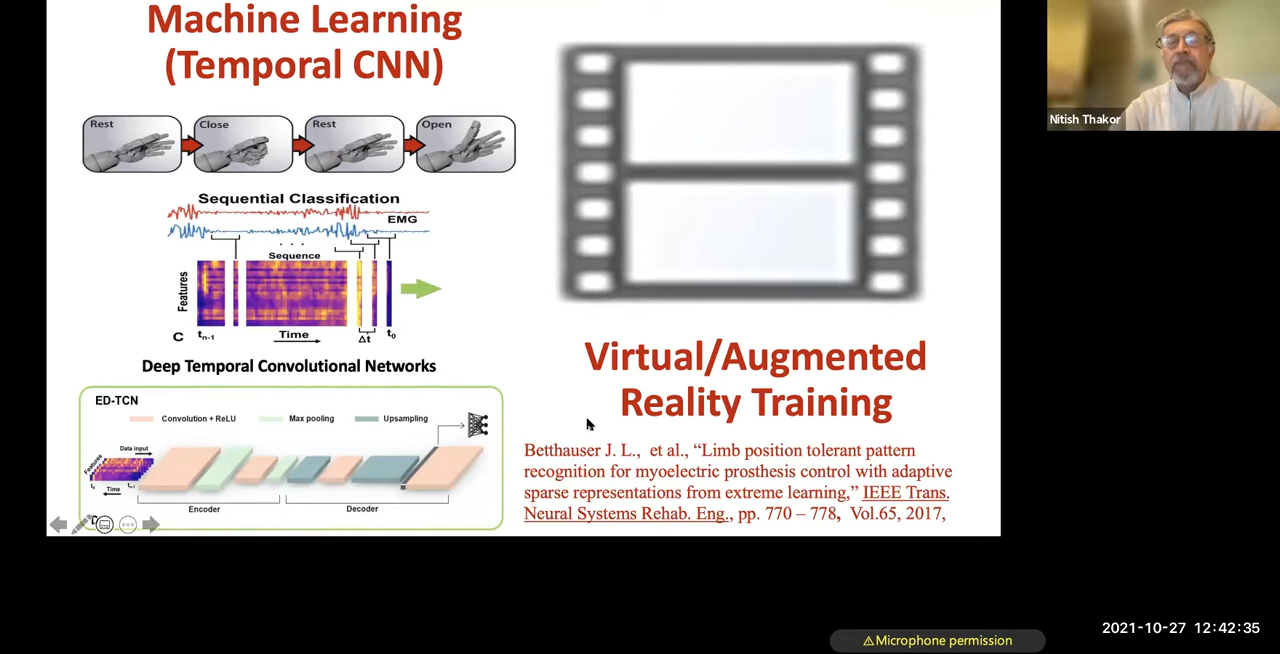 Machine Learning
(Temporal CNN)
Rest
Close
Rest
Open
Sequential Classification
EMG
. . .
Sequence
Features
C
tn-1
Time
Δt
t0
Deep Temporal Convolutional Networks
ED-TCN
Convolution + ReLU
Max pooling
Upsampling
Data input
Features
t0
tn-1
Time
Encoder
Decoder
D
Virtual/Augmented
Reality Training
Betthauser J. L., et al., “Limb position tolerant pattern
recognition for myoelectric prosthesis control with adaptive
sparse representations from extreme learning,” IEEE Trans.
Neural Systems Rehab. Eng., pp. 770 – 778, Vol.65, 2017,
Nitish Thakor
2021-10-27 12:42:35
⚠Microphone permission